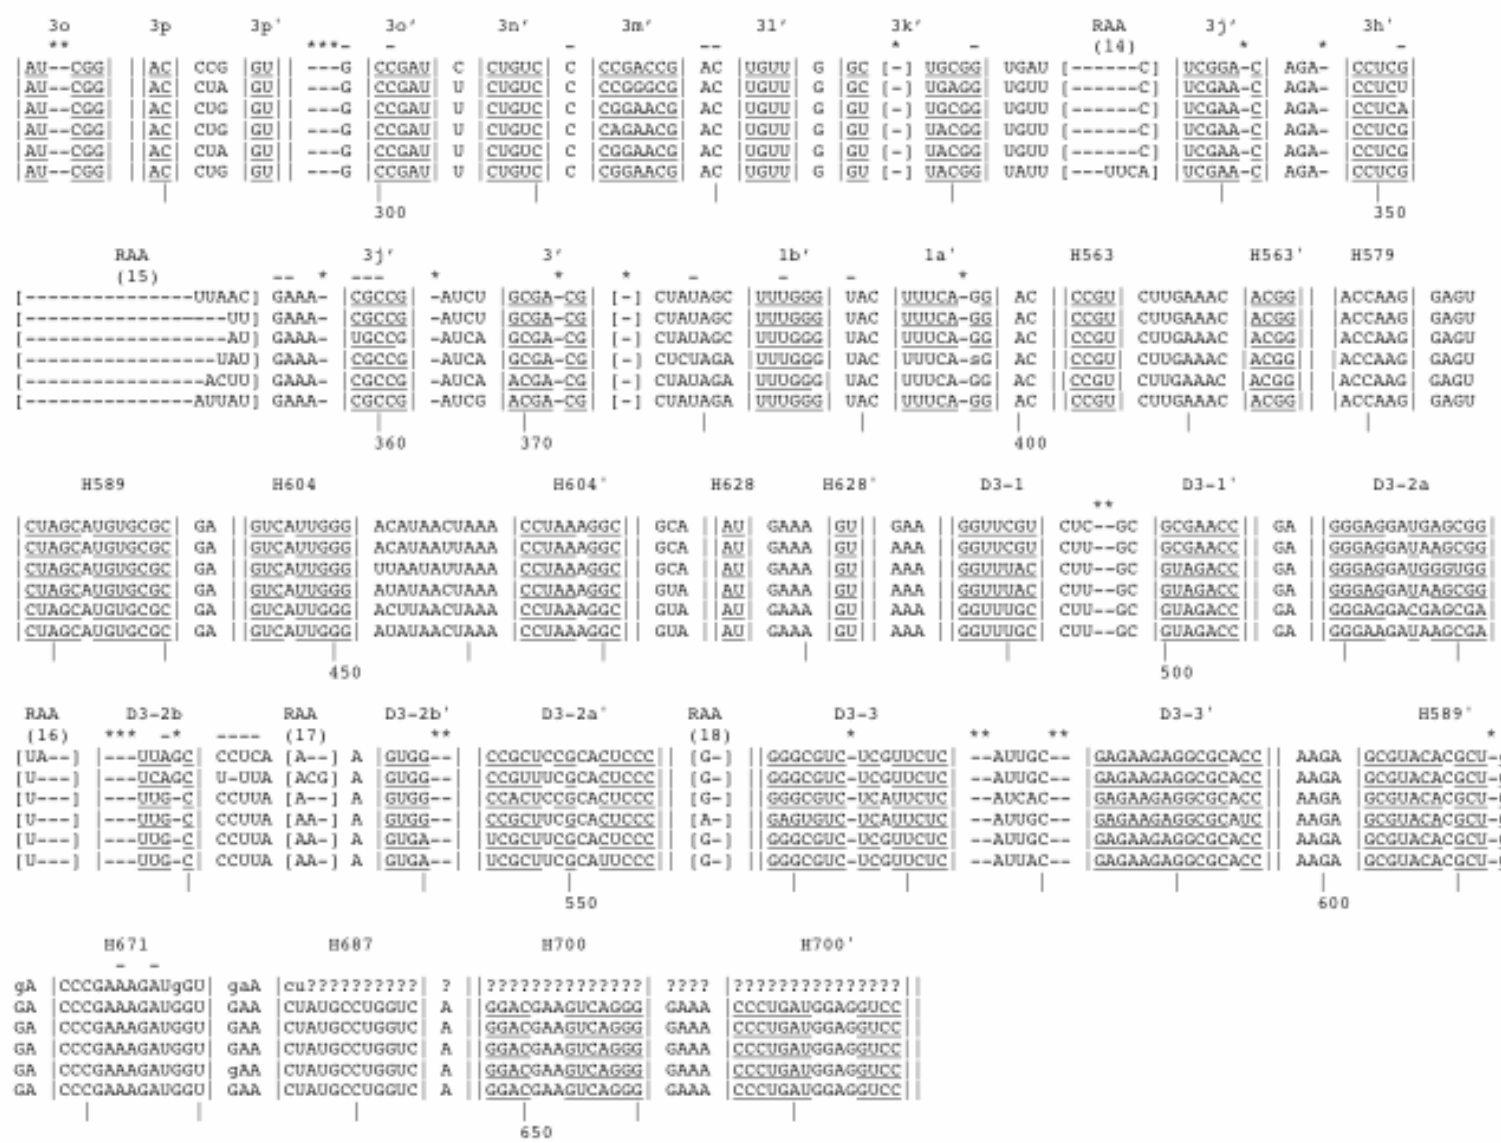 3o 3p 3p' 3o' 3n' 3m' 3l' 3k' RAA 3j' 3h'
** ***- - - -- * - (14) * * -
|AU--CGG| ||AC| CCG |GU|| ---G |CCGAU| C |CUGUC| C |CCGACCG| AC |UGUU| G |GC [-] UGCGG| UGAU [------C] |UCGGA-C| AGA- |CCUCG|
|AU--CGG| ||AC| CUA |GU|| ---G |CCGAU| U |CUGUC| C |CCGGGCG| AC |UGUU| G |GC [-] UGAGG| UGUU [------C] |UCGAA-C| AGA- |CCUCU|
|AU--CGG| ||AC| CUG |GU|| ---G |CCGAU| U |CUGUC| C |CGGAACG| AC |UGUU| G |GU [-] UGCGG| UGUU [------C] |UCGAA-C| AGA- |CCUCA|
|AU--CGG| ||AC| CUG |GU|| ---G |CCGAU| U |CUGUC| C |CAGAACG| AC |UGUU| G |GU [-] UACGG| UGUU [------C] |UCGAA-C| AGA- |CCUCG|
|AU--CGG| ||AC| CUA |GU|| ---G |CCGAU| U |CUGUC| C |CGGAACG| AC |UGUU| G |GU [-] UACGG| UGUU [------C] |UCGAA-C| AGA- |CCUCG|
|AU--CGG| ||AC| CUG |GU|| ---G |CCGAU| U |CUGUC| C |CGGAACG| AC |UGUU| G |GU [-] UACGG| UAUU [---UUCA] |UCGAA-C| AGA- |CCUCG|
300 350
RAA 3j' 3' 1b' 1a' H563 H563' H579
(15) -- * --- * * * - - - *
[---------------UUAAC] GAAA- |CGCCG| -AUCU |GCGA-CG| [-] CUAUAGC |UUUGGG| UAC |UUUCA-GG| AC ||CCGU| CUUGAAAC |ACGG|| |ACCAAG| GAGU
[------------------UU] GAAA- |CGCCG| -AUCU |GCGA-CG| [-] CUAUAGC |UUUGGG| UAC |UUUCA-GG| AC ||CCGU| CUUGAAAC |ACGG|| |ACCAAG| GAGU
[------------------AU] GAAA- |UGCCG| -AUCA |GCGA-CG| [-] CUAUAGC |UUUGGG| UAC |UUUCA-GG| AC ||CCGU| CUUGAAAC |ACGG|| |ACCAAG| GAGU
[-----------------UAU] GAAA- |CGCCG| -AUCA |GCGA-CG| [-] CUCUAGA |UUUGGG| UAC |UUUCA-sG| AC ||CCGU| CUUGAAAC |ACGG|| |ACCAAG| GAGU
[----------------ACUU] GAAA- |CGCCG| -AUCA |ACGA-CG| [-] CUAUAGA |UUUGGG| UAC |UUUCA-GG| AC ||CCGU| CUUGAAAC |ACGG|| |ACCAAG| GAGU
[---------------AUUAU] GAAA- |CGCCG| -AUCG |ACGA-CG| [-] CUAUAGA |UUUGGG| UAC |UUUCA-GG| AC ||CCGU| CUUGAAAC |ACGG|| |ACCAAG| GAGU
360 370 400
H589 H604 H604' H628 H628' D3-1 D3-1' D3-2a
**
|CUAGCAUGUGCGC| GA ||GUCAUUGGG| ACAUAACUAAA |CCUAAAGGC|| GCA ||AU| GAAA |GU|| GAA ||GGUUCGU| CUC--GC |GCGAACC|| GA ||GGGAGGAUGAGCGG|
|CUAGCAUGUGCGC| GA ||GUCAUUGGG| ACAUAAUUAAA |CCUAAAGGC|| GCA ||AU| GAAA |GU|| AAA ||GGUUCGU| CUU--GC |GCGAACC|| GA ||GGGAGGAUAAGCGG|
|CUAGCAUGUGCGC| GA ||GUCAUUGGG| UUAAUAUUAAA |CCUAAAGGC|| GCA ||AU| GAAA |GU|| AAA ||GGUUUAC| CUU--GC |GUAGACC|| GA ||GGGAGGAUGGGUGG|
|CUAGCAUGUGCGC| GA ||GUCAUUGGG| AUAUAACUAAA |CCUAAAGGC|| GUA ||AU| GAAA |GU|| AAA ||GGUUUAC| CUU--GC |GUAGACC|| GA ||GGGAGGAUAAGCGG|
|CUAGCAUGUGCGC| GA ||GUCAUUGGG| ACUUAACUAAA |CCUAAAGGC|| GUA ||AU| GAAA |GU|| AAA ||GGUUUGC| CUU--GC |GUAGACC|| GA ||GGGAGGACGAGCGA|
|CUAGCAUGUGCGC| GA ||GUCAUUGGG| AUAUAACUAAA |CCUAAAGGC|| GUA ||AU| GAAA |GU|| AAA ||GGUUUGC| CUU--GC |GUAGACC|| GA ||GGGAAGAUAAGCGA|
450 500
RAA D3-2b RAA D3-2b' D3-2a' RAA D3-3 D3-3' H589'
(16) *** -* ---- (17) ** (18) * ** ** *
[UA--] |---UUAGC| CCUCA [A--] A |GUGG--| |CCGCUCCGCACUCCC|| [G-] ||GGGCGUC-UCGUUCUC| --AUUGC-- |GAGAAGAGGCGCACC|| AAGA |GCGUACACGCU-
[U---] |---UCAGC| U-UUA [ACG] A |GUGG--| |CCGUUUCGCACUCCC|| [G-] ||GGGCGUC-UCGUUCUC| --AUUGC-- |GAGAAGAGGCGCACC|| AAGA |GCGUACACGCU-
[U---] |---UUG-C| CCUUA [A--] A |GUGG--| |CCACUCCGCACUCCC|| [G-] ||GGGCGUC-UCAUUCUC| --AUCAC-- |GAGAAGAGGCGCACC|| AAGA |GCGUACACGCU-
[U---] |---UUG-C| CCUUA [AA-] A |GUGG--| |CCGCUUCGCACUCCC|| [A-] ||GAGUGUC-UCAUUCUC| --AUUGC-- |GAGAAGAGGCGCAUC|| AAGA |GCGUACACGCU-
[U---] |---UUG-C| CCUUA [AA-] A |GUGA--| |UCGCUUCGCACUCCC|| [G-] ||GGGCGUC-UCGUUCUC| --AUUGC-- |GAGAAGAGGCGCACC|| AAGA |GCGUACACGCU-
[U---] |---UUG-C| CCUUA [AA-] A |GUGA--| |UCGCUUCGCAUUCCC|| [G-] ||GGGCGUC-UCGUUCUC| --AUUAC-- |GAGAAGAGGCGCACC|| AAGA |GCGUACACGCU-
550 600
H671 H687 H700 H700'
- -
gA |CCCGAAAGAUgGU| gaA |cu??????????| ? ||??????????????| ???? |???????????????||
GA |CCCGAAAGAUGGU| GAA |CUAUGCCUGGUC| A ||GGACGAAGUCAGGG| GAAA |CCCUGAUGGAGGUCC||
GA |CCCGAAAGAUGGU| GAA |CUAUGCCUGGUC| A ||GGACGAAGUCAGGG| GAAA |CCCUGAUGGAGGUCC||
GA |CCCGAAAGAUGGU| GAA |CUAUGCCUGGUC| A ||GGACGAAGUCAGGG| GAAA |CCCUGAUGGAGGUCC||
GA |CCCGAAAGAUGGU| gAA |CUAUGCCUGGUC| A ||GGACGAAGUCAGGG| GAAA |CCCUGAUGGAGGUCC||
GA |CCCGAAAGAUGGU| GAA |CUAUGCCUGGUC| A ||GGACGAAGUCAGGG| GAAA |CCCUGAUGGAGGUCC||
650